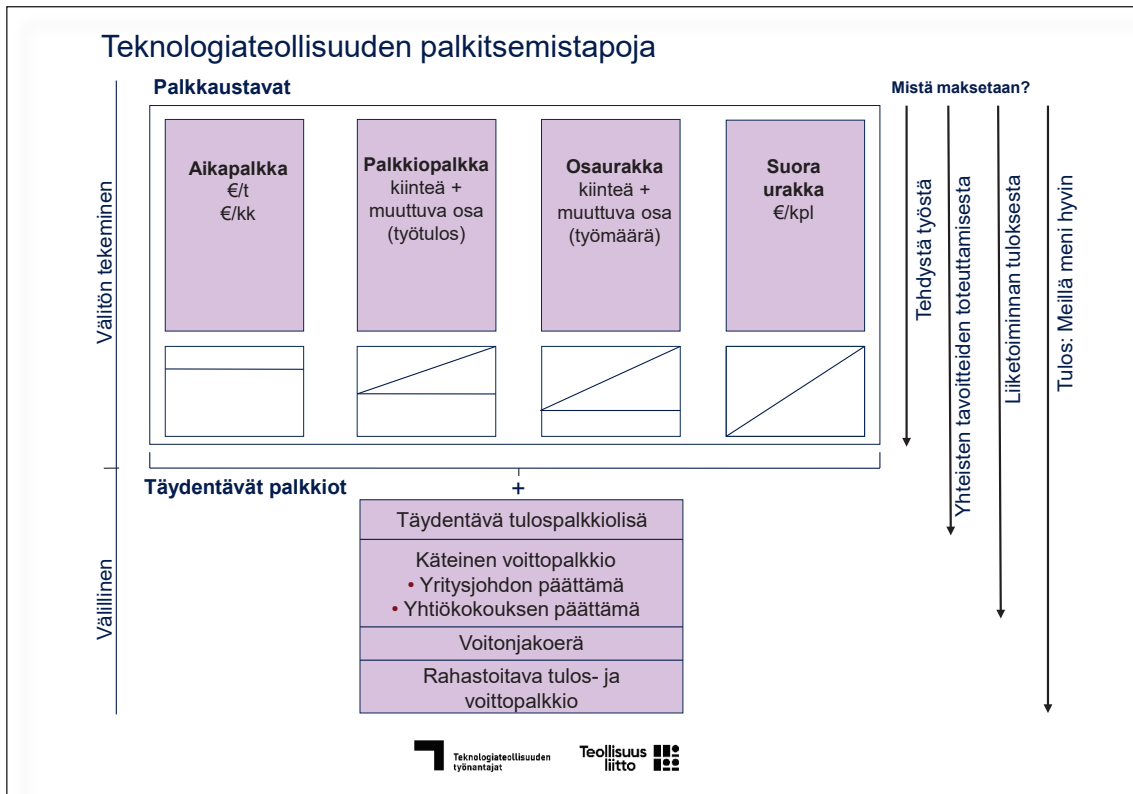 Teknologiateollisuuden palkitsemistapoja
Palkkaustavat
Mistä maksetaan?
Välitön tekeminen
Aikapalkka
€/t
€/kk
Palkkiopalkka
kiinteä +
muuttuva osa
(työtulos)
Osaurakka
kiinteä +
muuttuva osa
(työmäärä)
Suora
urakka
€/kpl
Tehdystä työstä
Yhteisten tavoitteiden toteuttamisesta
Liiketoiminnan tuloksesta
Tulos: Meillä meni hyvin
Täydentävät palkkiot
+
Välillinen
Täydentävä tulospalkkiolisä
Käteinen voittopalkkio
• Yritysjohdon päättämä
• Yhtiökokouksen päättämä
Voitonjakoerä
Rahastoitava tulos- ja
voittopalkkio
Teknologiateollisuuden
työnantajat
Teollisuus
liitto